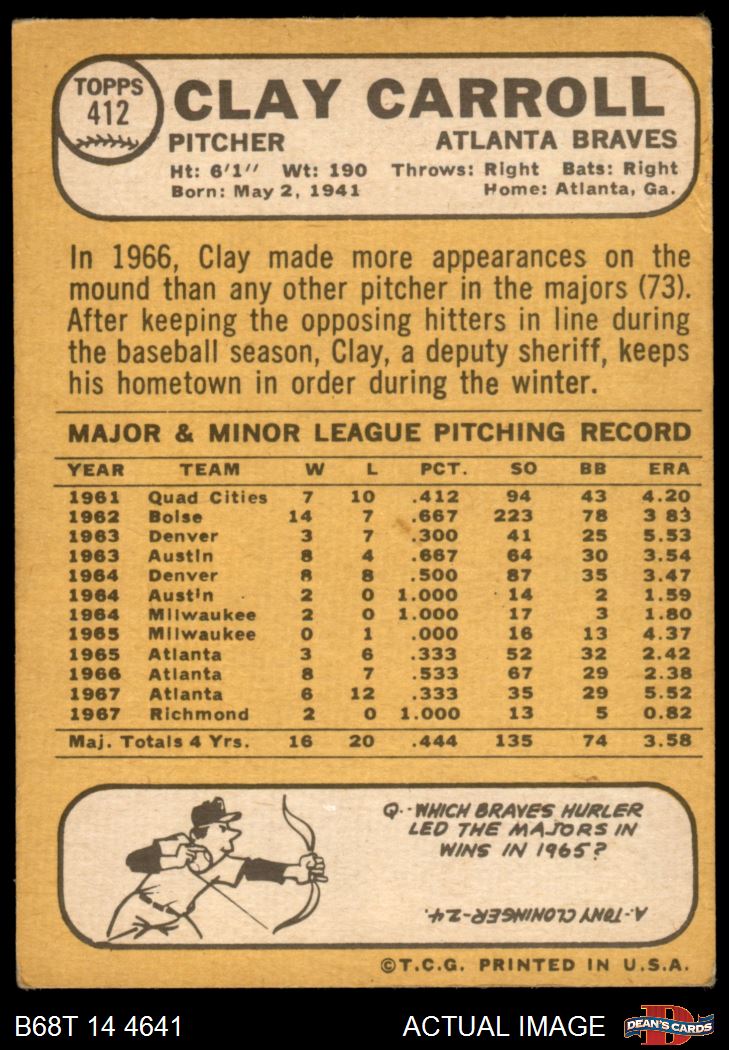 TOPPS
412
CLAY CARROLL
PITCHER ATLANTA BRAVES
Ht: 6'1" Wt: 190 Throws: Right Bats: Right
Born: May 2, 1941 Home: Atlanta, Ga.
In 1966, Clay made more appearances on the
mound than any other pitcher in the majors (73).
After keeping the opposing hitters in line during
the baseball season, Clay, a deputy sheriff, keeps
his hometown in order during the winter.
MAJOR & MINOR LEAGUE PITCHING RECORD
YEAR TEAM W L PCT. SO BB ERA
1961 Quad Cities 7 10 .412 94 43 4.20
1962 Boise 14 7 .667 223 78 3 83
1963 Denver 3 7 .300 41 25 5.53
1963 Austin 8 4 .667 64 30 3.54
1964 Denver 8 8 .500 87 35 3.47
1964 Austin 2 0 1.000 14 2 1.59
1964 Milwaukee 2 0 1.000 17 3 1.80
1965 Milwaukee 0 1 .000 16 13 4.37
1965 Atlanta 3 6 .333 52 32 2.42
1966 Atlanta 8 7 .533 67 29 2.38
1967 Atlanta 6 12 .333 35 29 5.52
1967 Richmond 2 0 1.000 13 5 0.82
Maj. Totals 4 Yrs. 16 20 .444 135 74 3.58
Q.-WHICH BRAVES HURLER
LED THE MAJORS IN
WINS IN 1965?
A-TONY CLONINGER-24.
©T.C.G. PRINTED IN U.S.A.
B68T 14 4641 ACTUAL IMAGE
D
DEAN'S CARDS